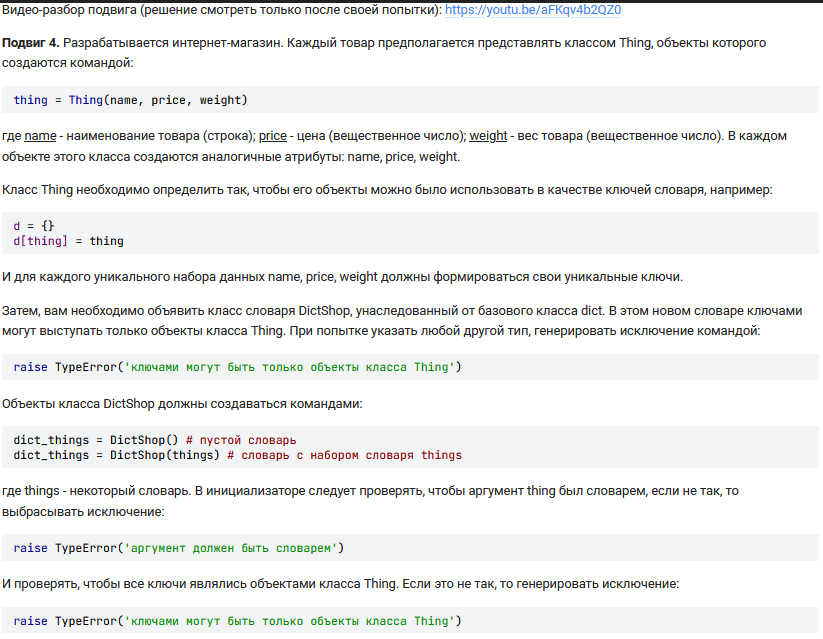 Видео-разбор подвига (решение смотреть только после своей попытки): https://youtu.be/aFKqv4b2QZ0
Подвиг 4. Разрабатывается интернет-магазин. Каждый товар предполагается представлять классом Thing, объекты которого
создаются командой:
thing = Thing(name, price, weight)
где name - наименование товара (строка); price - цена (вещественное число); weight - вес товара (вещественное число). В каждом
объекте этого класса создаются аналогичные атрибуты: name, price, weight.
Класс Thing необходимо определить так, чтобы его объекты можно было использовать в качестве ключей словаря, например:
d = {}
d[thing] = thing
И для каждого уникального набора данных name, price, weight должны формироваться свои уникальные ключи.
Затем, вам необходимо объявить класс словаря DictShop, унаследованный от базового класса dict. В этом новом словаре ключами
могут выступать только объекты класса Thing. При попытке указать любой другой тип, генерировать исключение командой:
raise TypeError('ключами могут быть только объекты класса Thing')
Объекты класса DictShop должны создаваться командами:
dict_things = DictShop() # пустой словарь
dict_things = DictShop(things) # словарь с набором словаря things
где things - некоторый словарь. В инициализаторе следует проверять, чтобы аргумент thing был словарем, если не так, то
выбрасывать исключение:
raise TypeError('аргумент должен быть словарем')
И проверять, чтобы все ключи являлись объектами класса Thing. Если это не так, то генерировать исключение:
raise TypeError('ключами могут быть только объекты класса Thing')